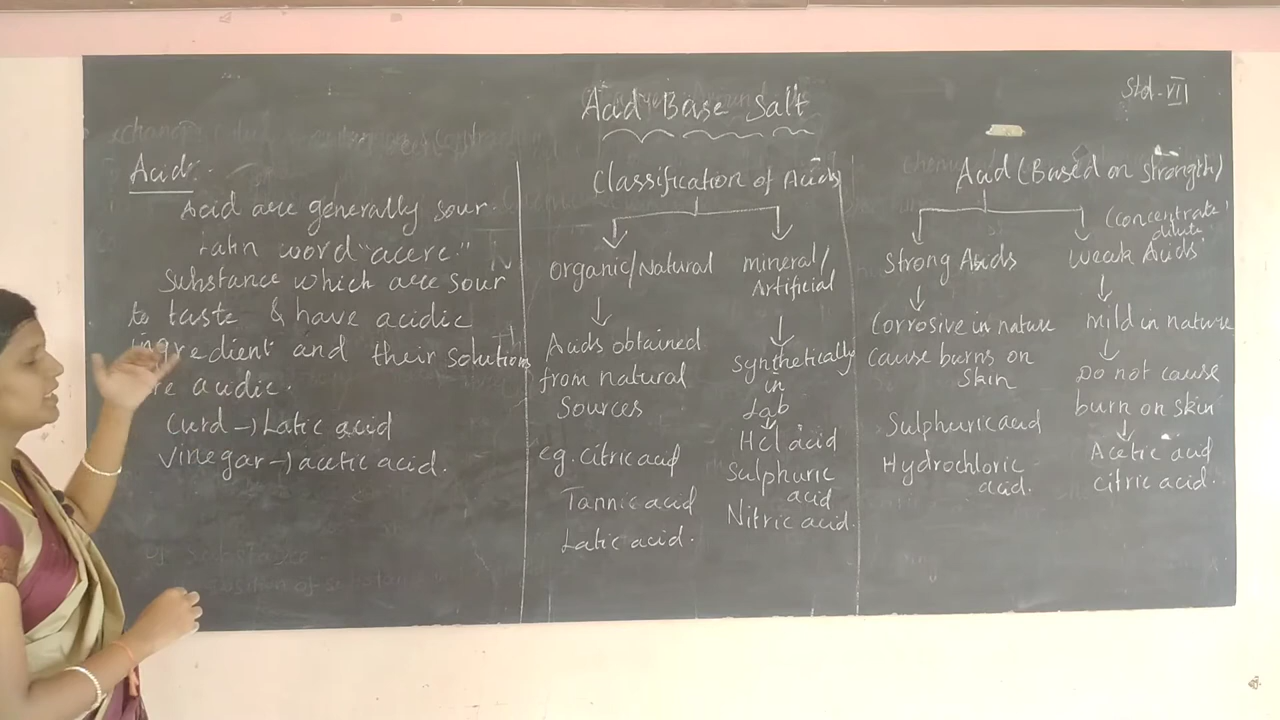 Acid Base Salt
Std-VII
Acid:-
Acid are generally sour.
Latin word "acere."
Substance which are sour
to taste & have acidic
ingredient and their solutions
re acidic.
Curd → Latic acid
Vinegar → acetic acid.
Classification of Acids
Organic/Natural
Acids obtained
from natural
Sources
eg. citric acid
Tannic acid
Latic acid.
mineral/
Artificial
Synthetically
in
Lab
Hcl acid
Sulphuric
acid
Nitric acid.
Acid (Based on Strength)
(concentrate
dilute
Strong Acids
Corrosive in nature
cause burns on
Skin
Sulphuric acid
Hydrochloric
acid.
weak Acids
mild in nature
Do not cause
burn on skin
Acetic acid
citric acid.